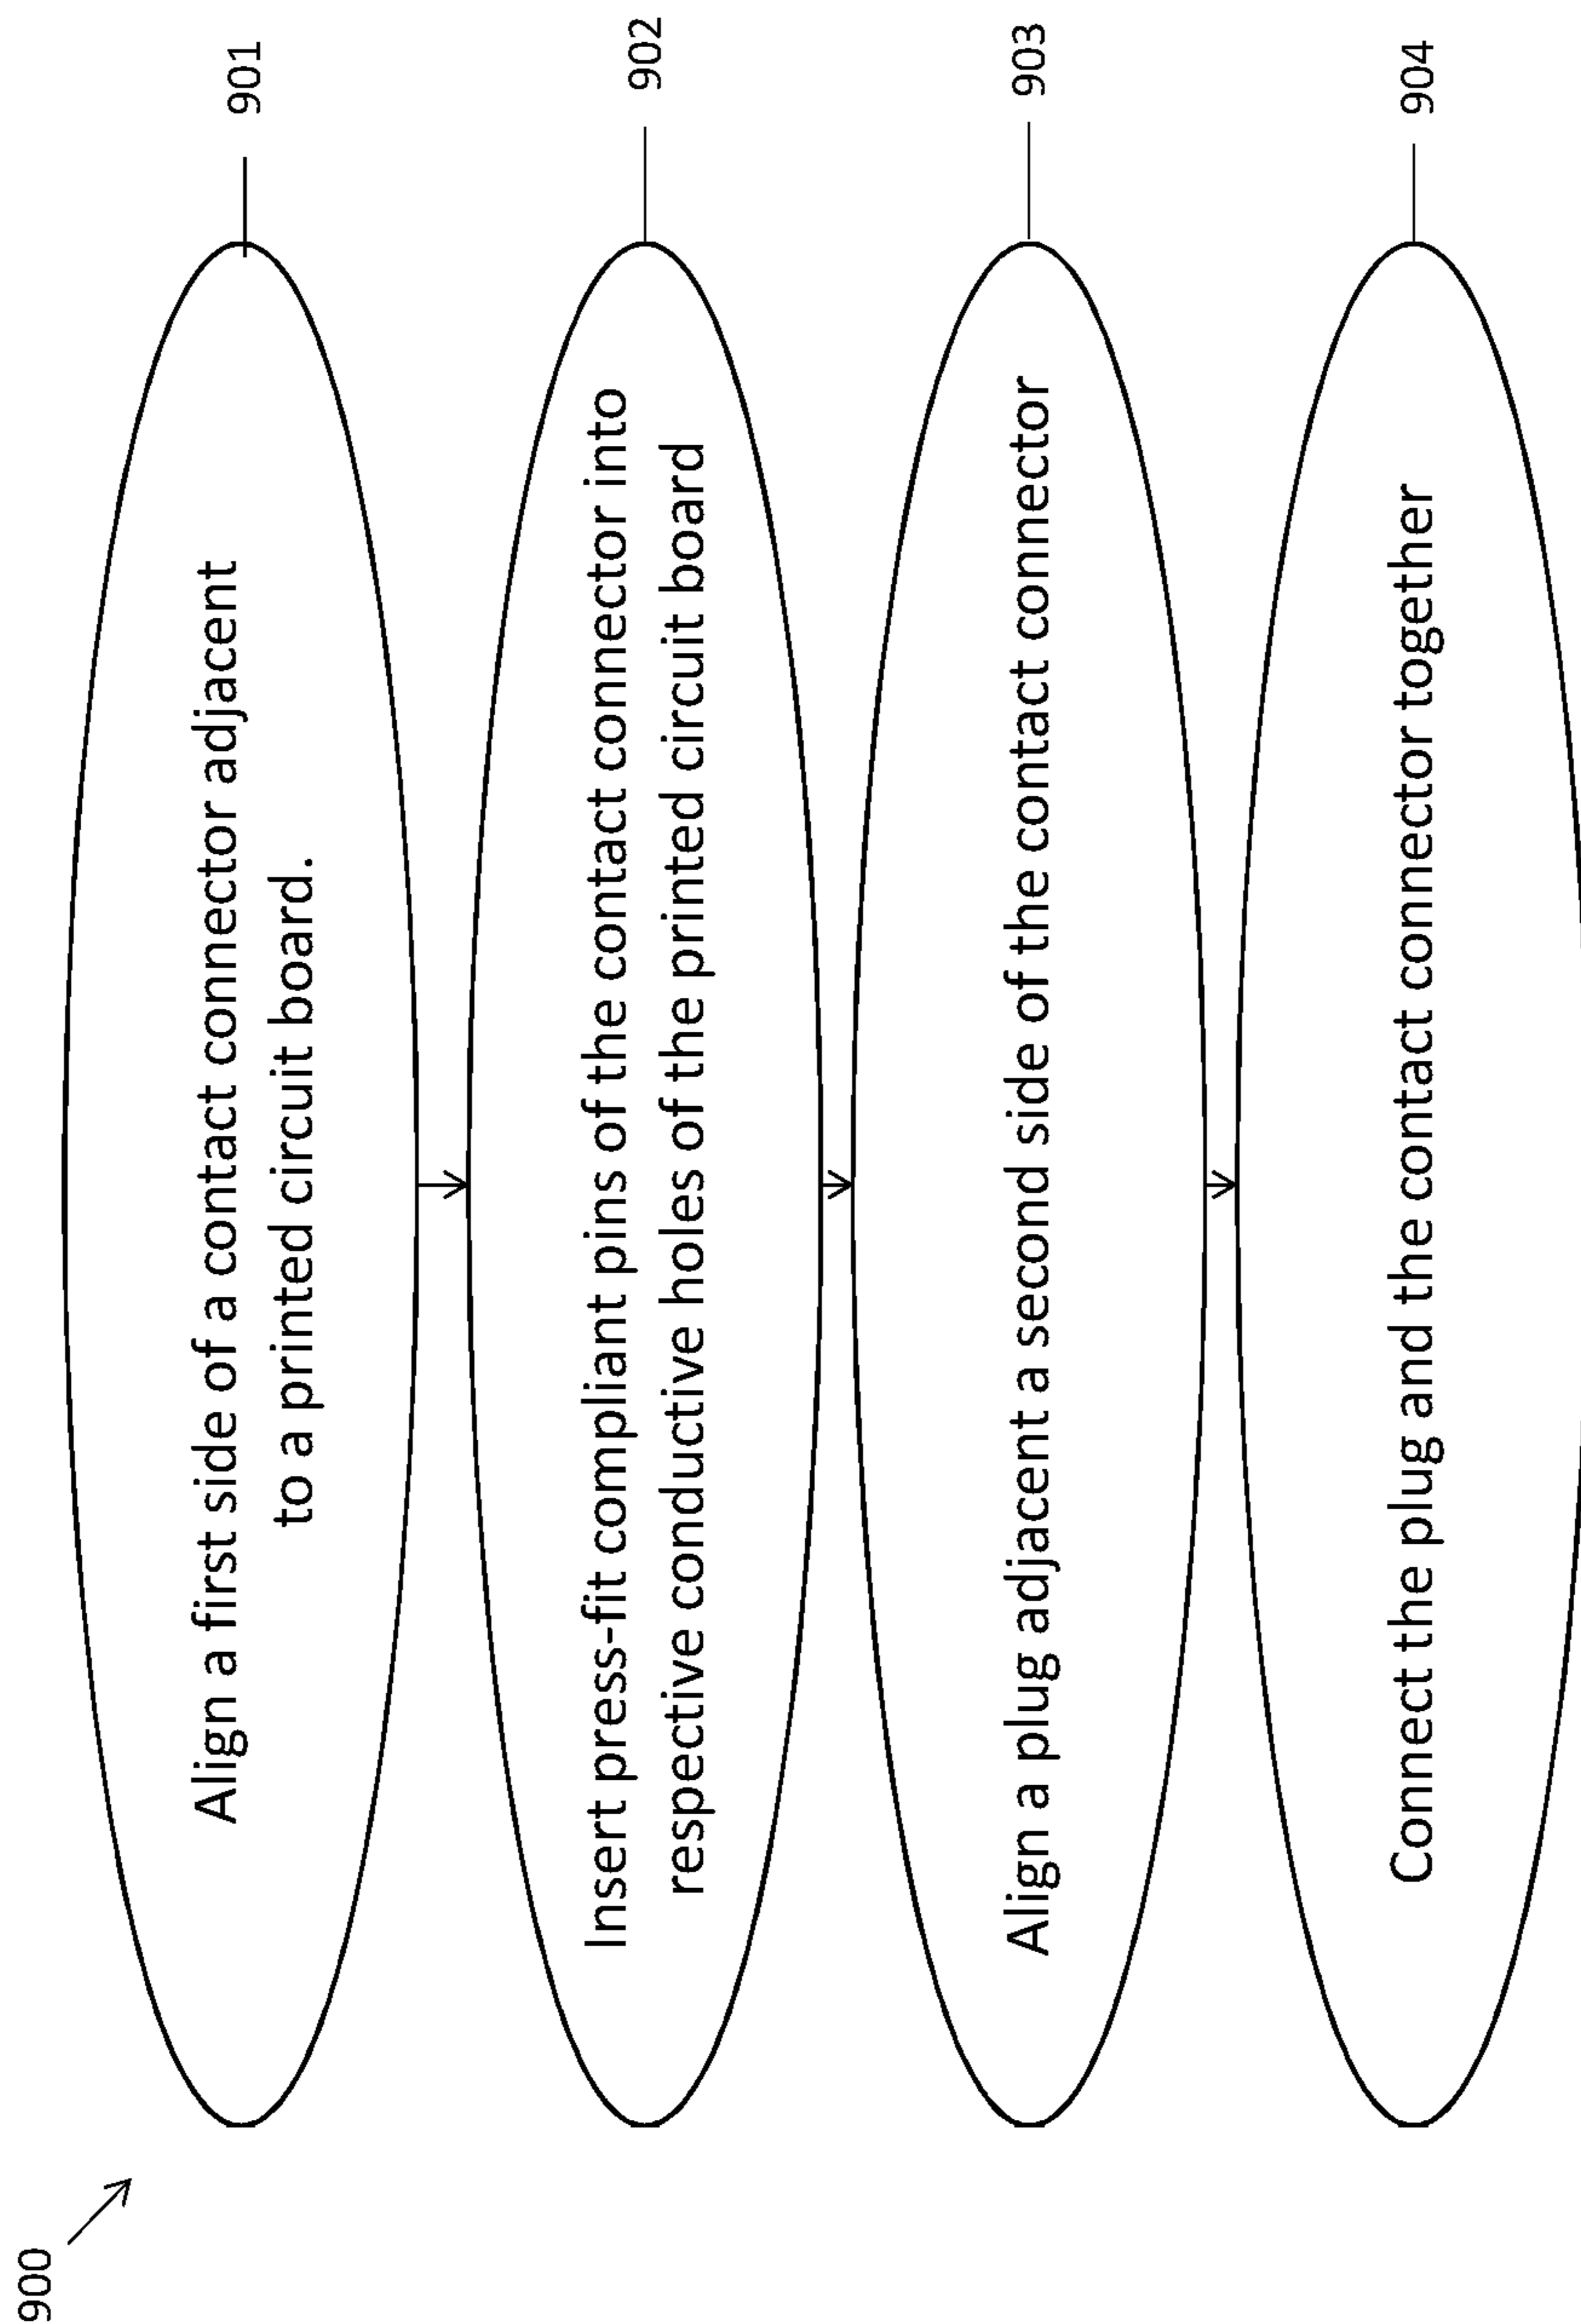 900
Align a first side of a contact connector adjacent
to a printed circuit board.
901
Insert press-fit compliant pins of the contact connector into
respective conductive holes of the printed circuit board
902
Align a plug adjacent a second side of the contact connector
903
Connect the plug and the contact connector together
904